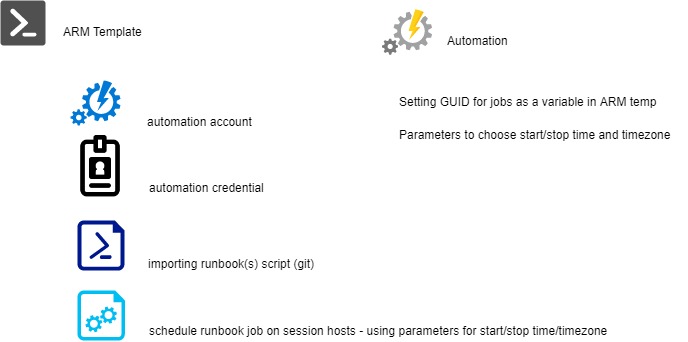 ARM Template
automation account
automation credential
importing runbook(s) script (git)
schedule runbook job on session hosts - using parameters for start/stop time/timezone
Automation
Setting GUID for jobs as a variable in ARM temp
Parameters to choose start/stop time and timezone